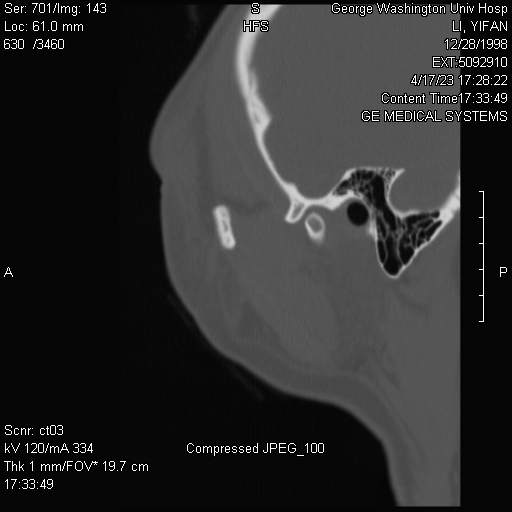 Ser: 701/Img: 143
Loc: 61.0 mm
630 /3460
S
HFS
George Washington Univ Hosp
LI, YIFAN
12/28/1998
EXT:5092910
4/17/23 17:28:22
Content Time17:33:49
GE MEDICAL SYSTEMS
A
P
Scnr: ct03
kV 120/mA 334
Thk 1 mm/FOV* 19.7 cm
17:33:49
Compressed JPEG_100